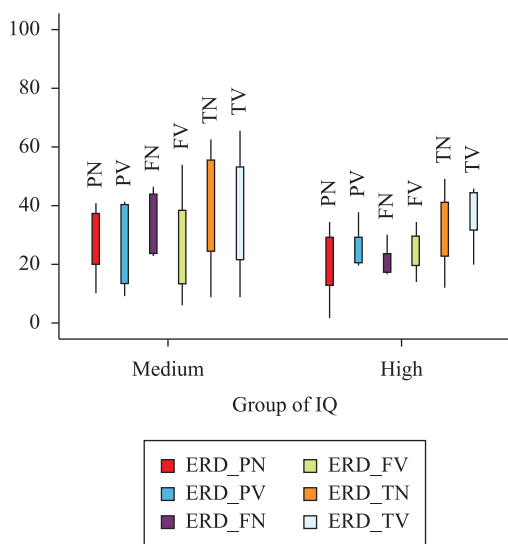 100
80
60
40
20
0
PN
PV
FN
FV
TN
TV
PN
PV
FN
FV
TN
TV
Medium
High
Group of IQ
ERD_PN
ERD_FV
ERD_PV
ERD_TN
ERD_FN
ERD_TV